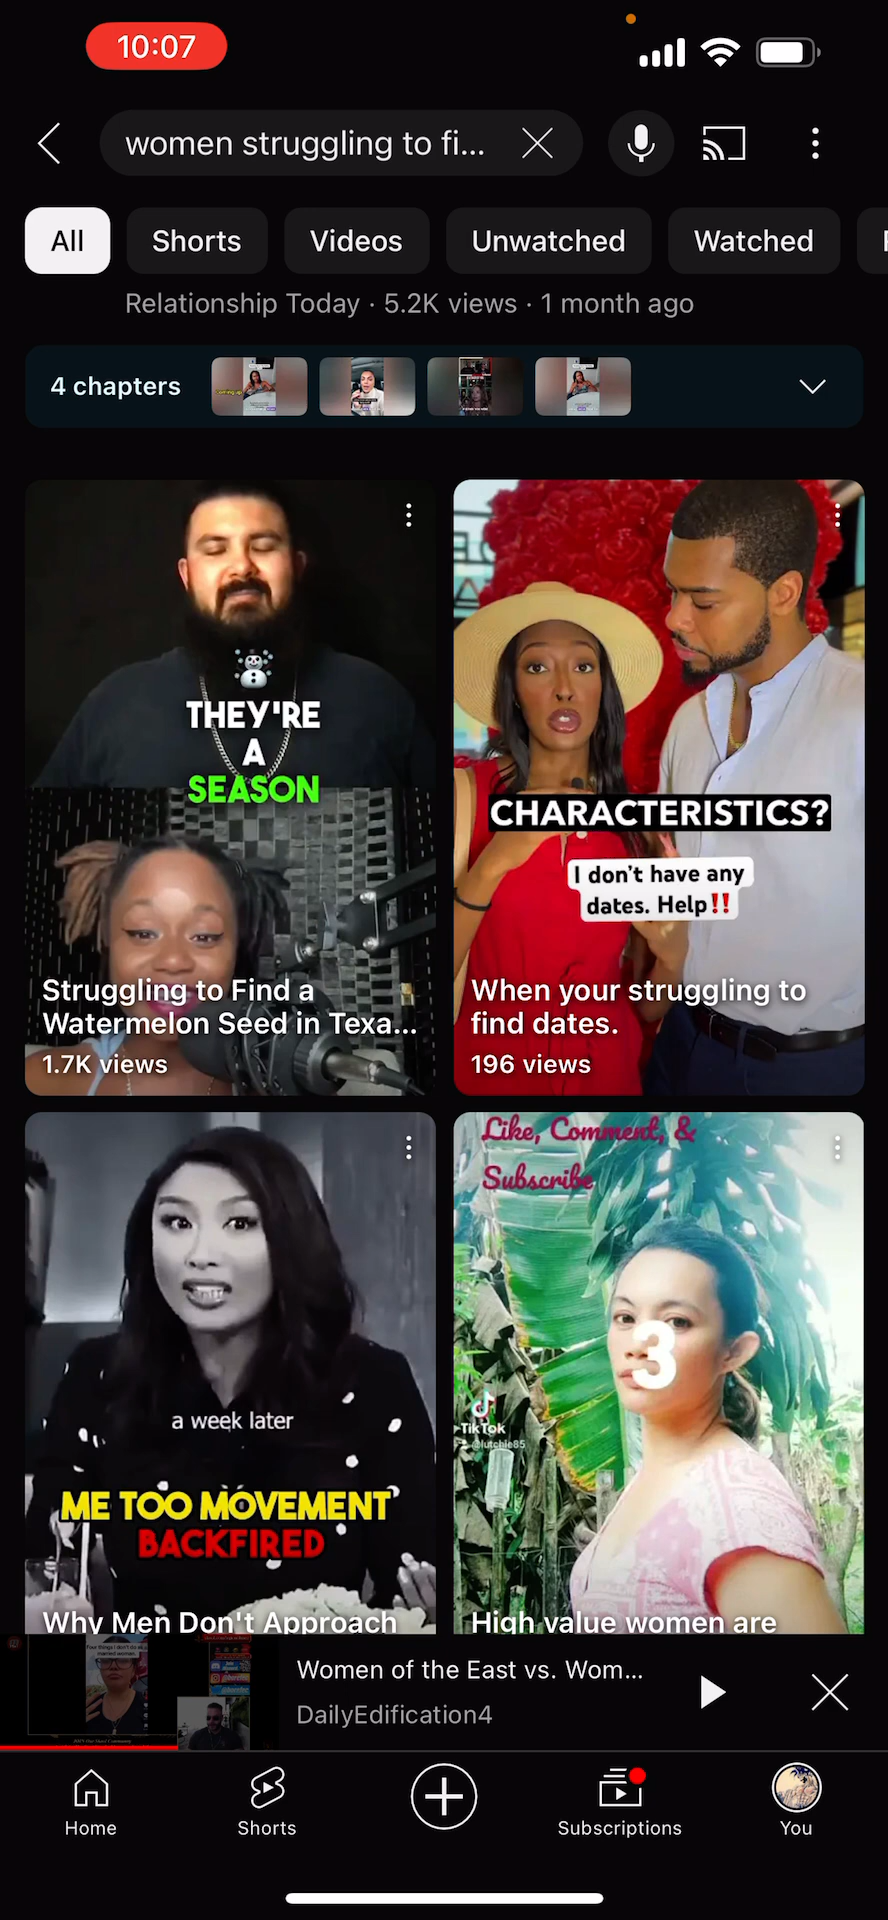 10:07
women struggling to fi...
All
Shorts
Videos
Unwatched
Watched
Relationship Today · 5.2K views · 1 month ago
4 chapters
THEY'RE
A
SEASON
Struggling to Find a
Watermelon Seed in Texa...
1.7K views
CHARACTERISTICS?
I don't have any
dates. Help!!
When your struggling to
find dates.
196 views
a week later
ME TOO MOVEMENT
BACKFIRED
Why Men Don't Approach
Like, Comment, &
Subscribe
3
TikTok
@lutchie85
High value women are
Women of the East vs. Wom...
DailyEdification4
Home
Shorts
Subscriptions
You